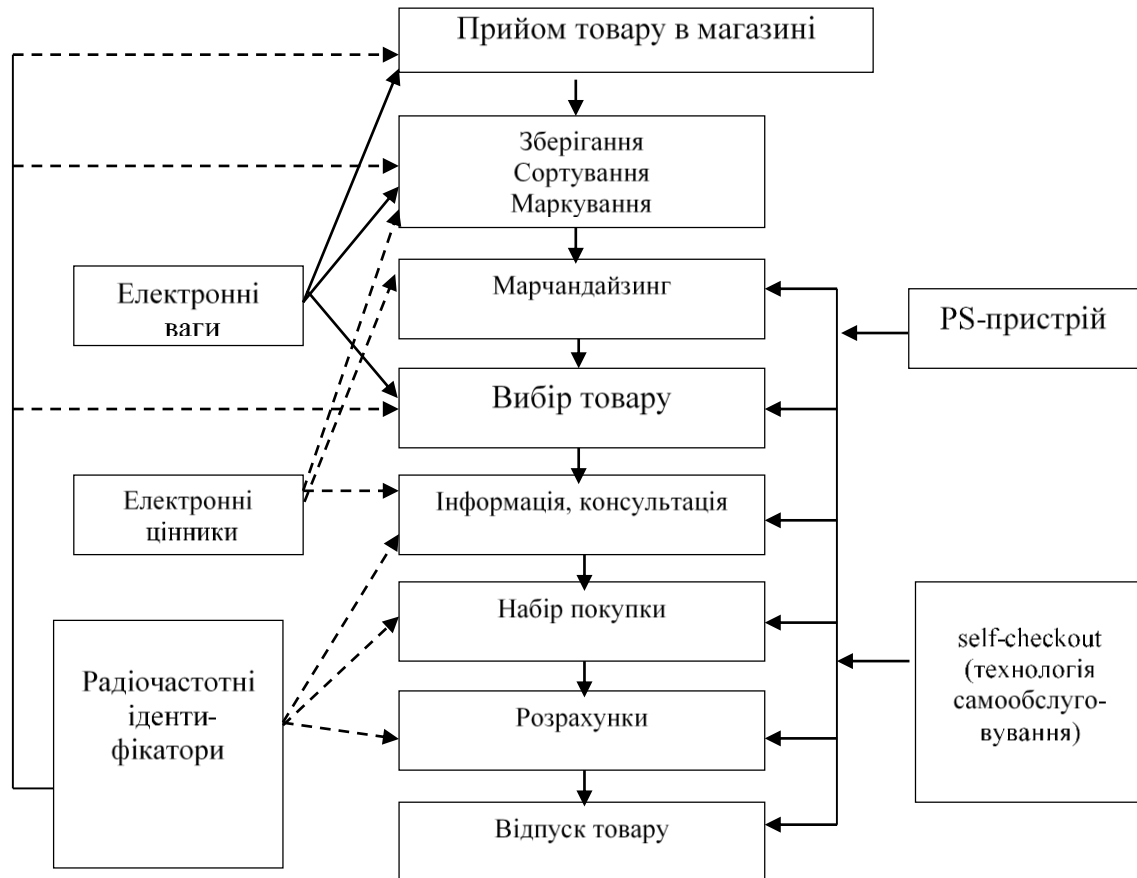 Прийом товару в магазині
Зберігання
Сортування
Маркування
Електронні
ваги
Марчандайзинг
PS-пристрій
Вибір товару
Електронні
цінники
Інформація, консультація
Набір покупки
self-checkout
(технологія
самообслуго-
вування)
Радіочастотні
іденти-
фікатори
Розрахунки
Відпуск товару